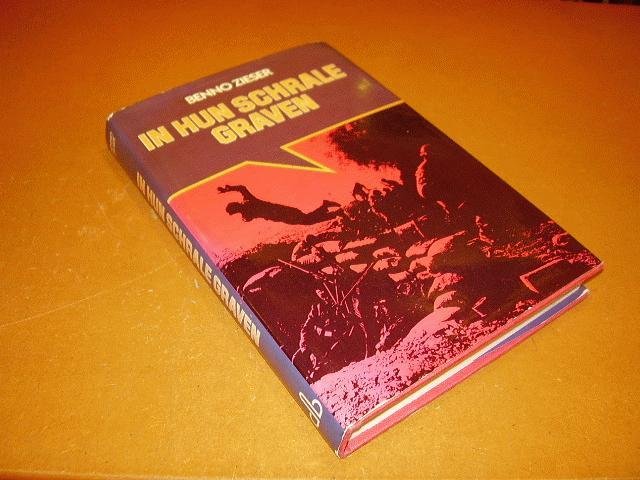 BENNO ZIESER
IN HUN SCHRALE
GRAVEN
IN HUN SCHRALE GRAVEN